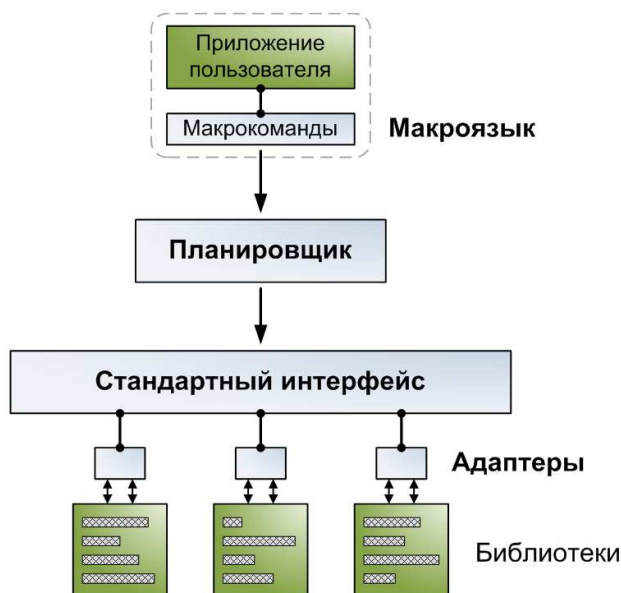 Приложение
пользователя
Макрокоманды
Макроязык
Планировщик
Стандартный интерфейс
Адаптеры
Библиотеки